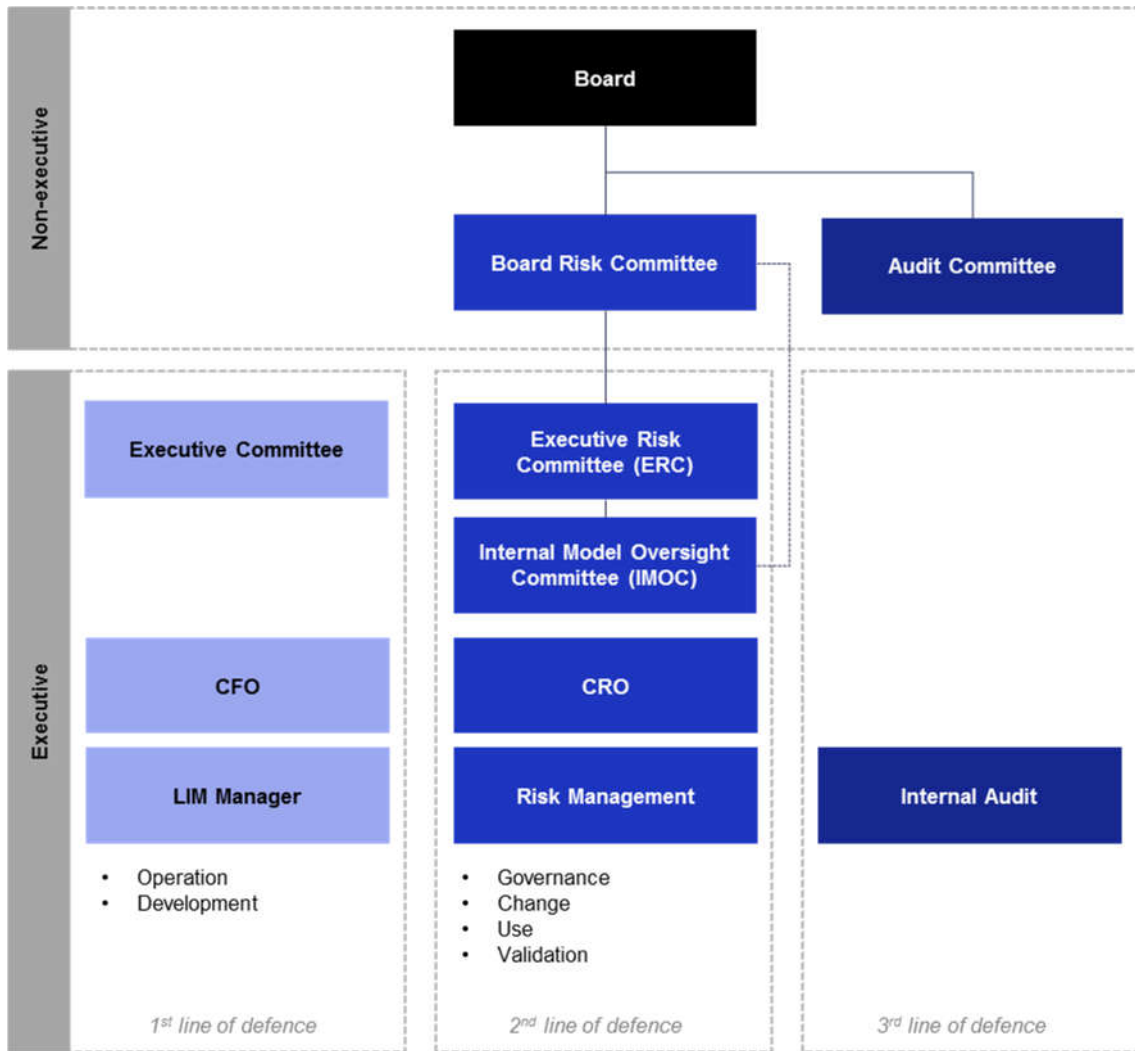 Non-executive
Board
Board Risk Committee
Audit Committee
Executive
Executive Committee
Executive Risk
Committee (ERC)
Internal Model Oversight
Committee (IMOC)
CFO
CRO
LIM Manager
Risk Management
Internal Audit
• Operation
• Development
• Governance
• Change
• Use
• Validation
1st line of defence
2nd line of defence
3rd line of defence